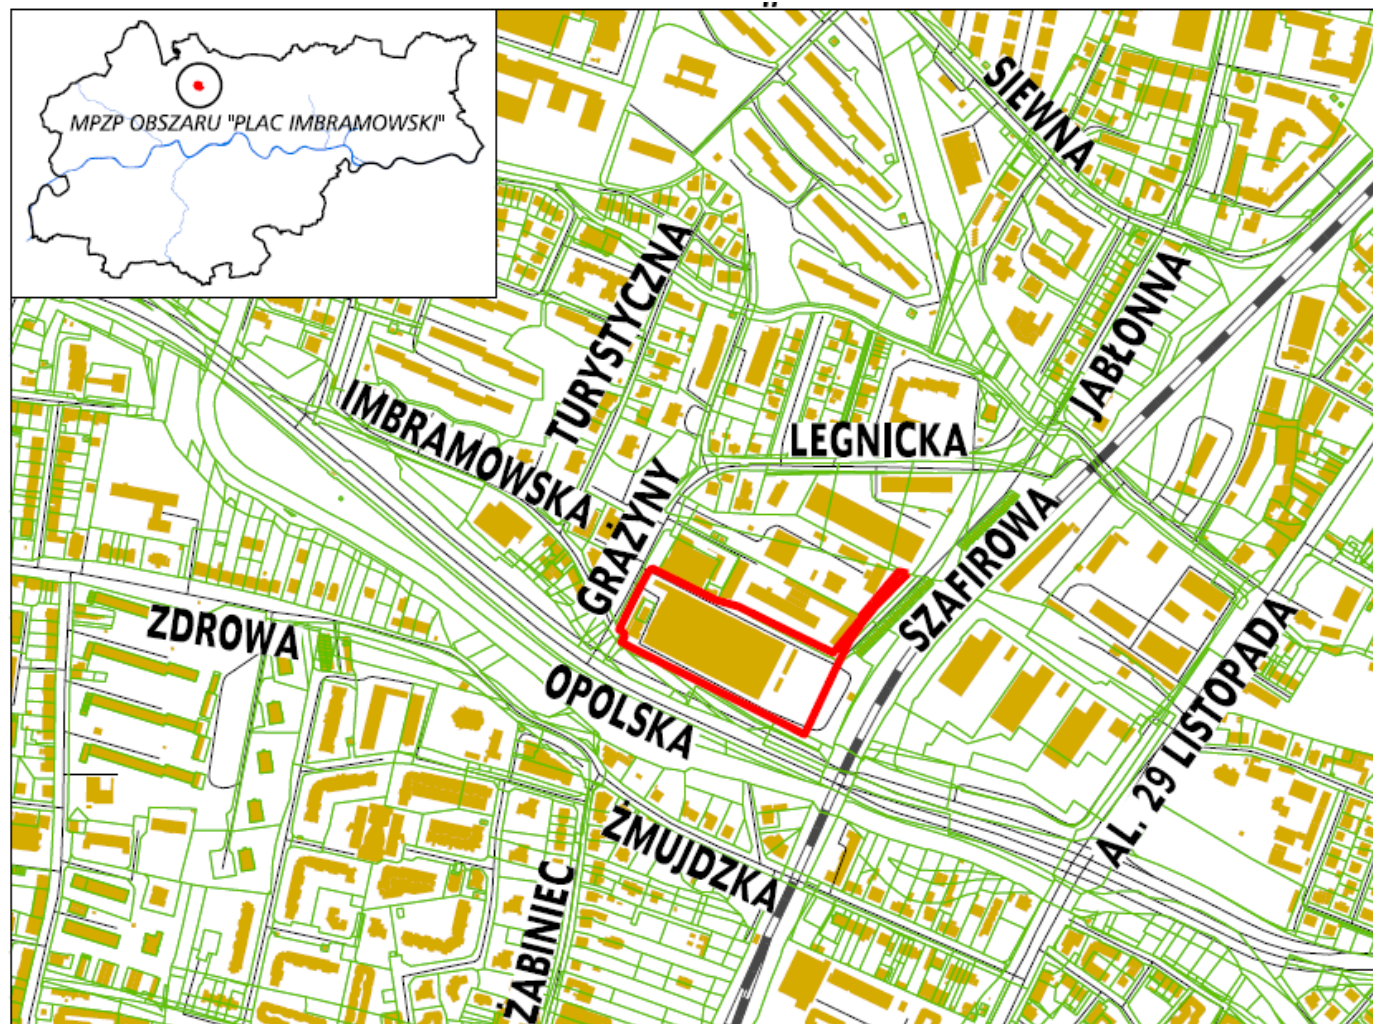 MPZP OBSZARU "PLAC IMBRAMOWSKI"
SIEWNA
TURYSTYCZNA
JABŁONNA
IMBRAMOWSKA
LEGNICKA
GRAŻYNY
SZAFIROWA
ZDROWA
OPOLSKA
AL. 29 LISTOPADA
ŻMUJDZKA
ŻABINIEC